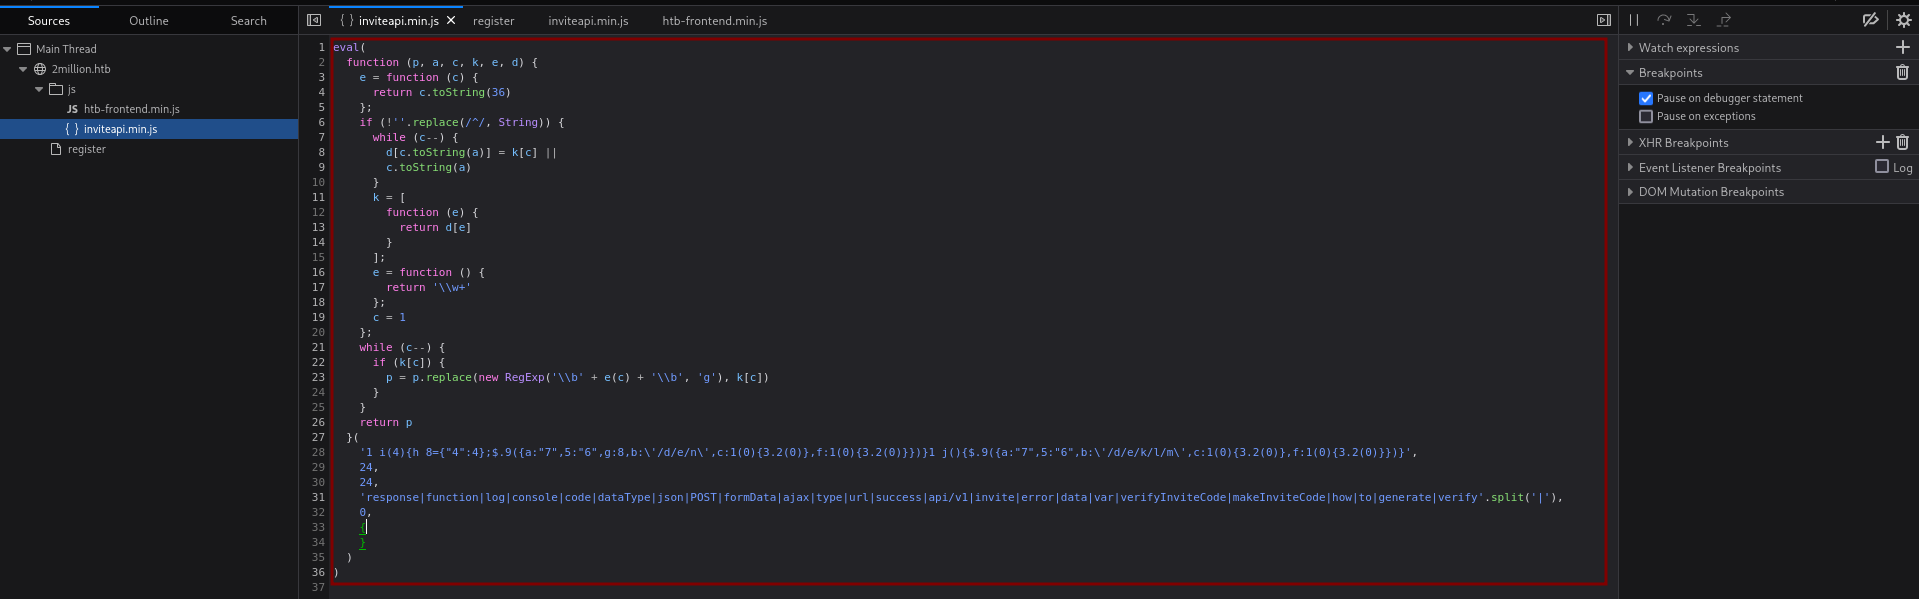 Sources Outline Search
Main Thread
2million.htb
js
JS htb-frontend.min.js
{ } inviteapi.min.js
register
{ } inviteapi.min.js register inviteapi.min.js htb-frontend.min.js
1 eval(
2 function (p, a, c, k, e, d) {
3 e = function (c) {
4 return c.toString(36)
5 };
6 if (!''.replace(/^/, String)) {
7 while (c--) {
8 d[c.toString(a)] = k[c] ||
9 c.toString(a)
10 }
11 k = [
12 function (e) {
13 return d[e]
14 }
15 ];
16 e = function () {
17 return '\\w+'
18 };
19 c = 1
20 };
21 while (c--) {
22 if (k[c]) {
23 p = p.replace(new RegExp('\\b' + e(c) + '\\b', 'g'), k[c])
24 }
25 }
26 return p
27 }(
28 '1 i(4){h 8={"4":4};$.9({a:"7",5:"6",g:8,b:\'/d/e/n\',c:1(0){3.2(0)},f:1(0){3.2(0)}})}1 j(){$.9({a:"7",5:"6",b:\'/d/e/k/l/m\',c:1(0){3.2(0)},f:1(0){3.2(0)}})}',
29 24,
30 24,
31 'response|function|log|console|code|dataType|json|POST|formData|ajax|type|url|success|api/v1|invite|error|data|var|verifyInviteCode|makeInviteCode|how|to|generate|verify'.split('|'),
32 0,
33 {
34 }
35 )
36 )
37
Watch expressions
Breakpoints
Pause on debugger statement
Pause on exceptions
XHR Breakpoints
Event Listener Breakpoints Log
DOM Mutation Breakpoints